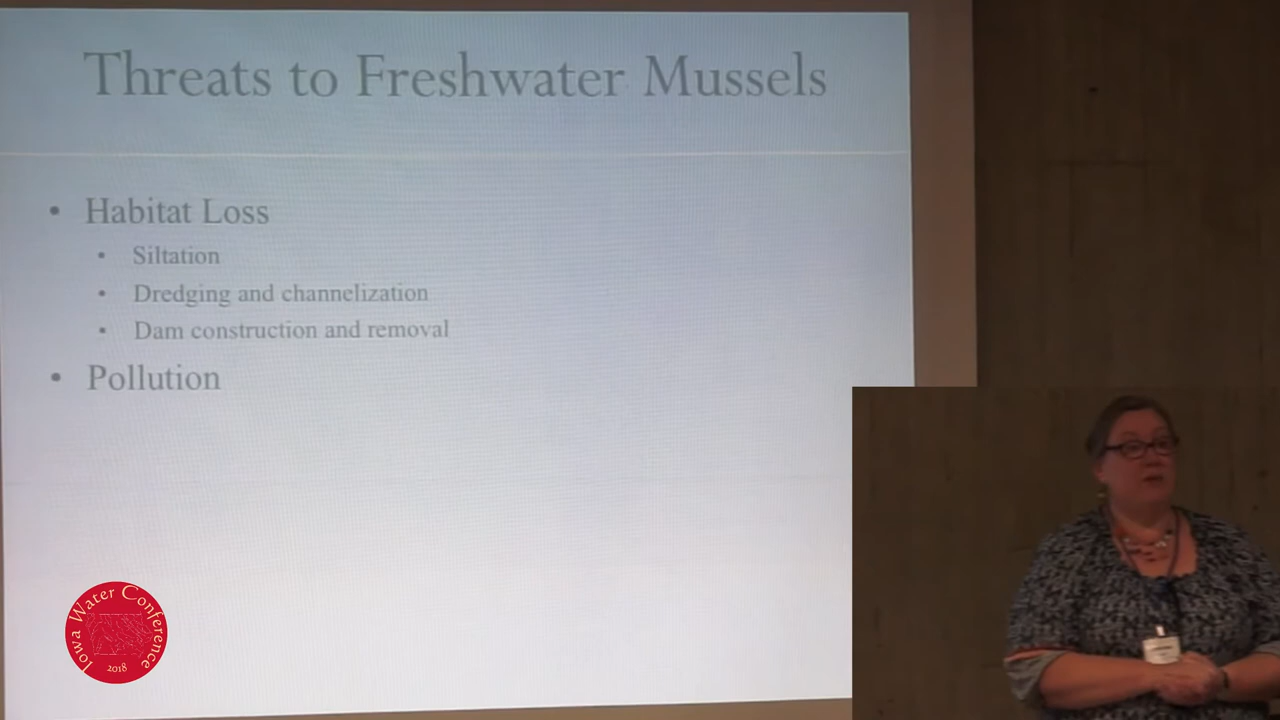 Threats to Freshwater Mussels
• Habitat Loss
• Siltation
• Dredging and channelization
• Dam construction and removal
• Pollution
Iowa Water Conference
2018